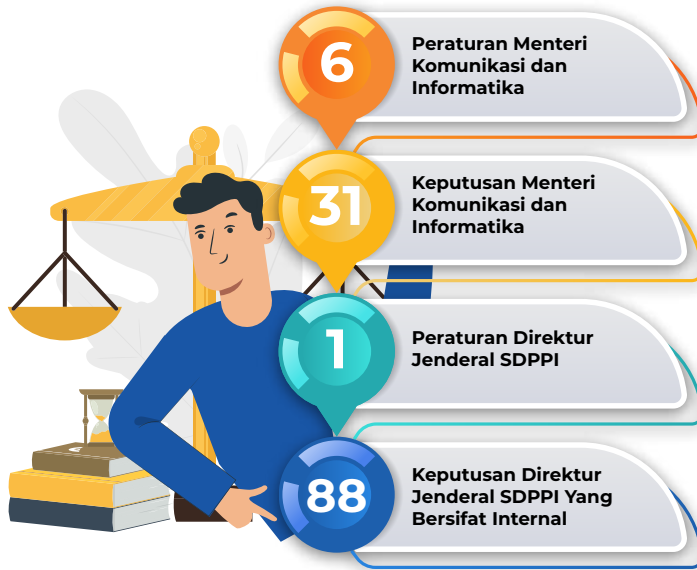 6
Peraturan Menteri
Komunikasi dan
Informatika
31
Keputusan Menteri
Komunikasi dan
Informatika
1
Peraturan Direktur
Jenderal SDPPI
88
Keputusan Direktur
Jenderal SDPPI Yang
Bersifat Internal